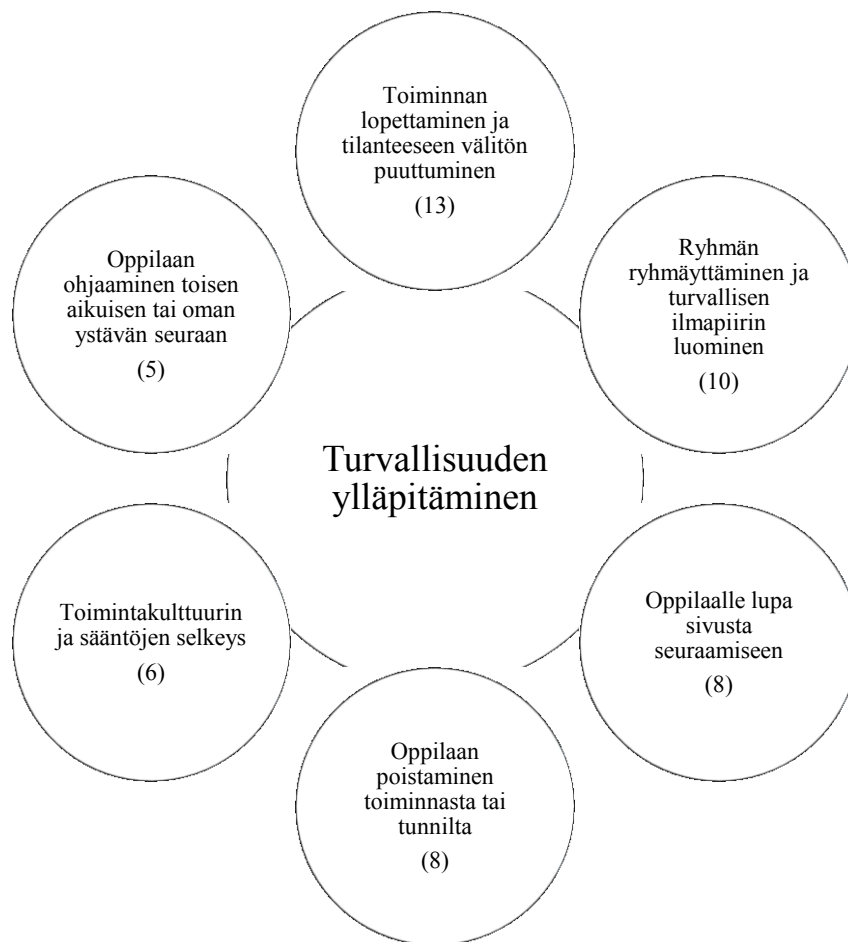 Toiminnan
lopettaminen ja
tilanteeseen välitön
puuttuminen
(13)
Ryhmän
ryhmäyttäminen ja
turvallisen
ilmapiirin
luominen
(10)
Oppilaalle lupa
sivusta
seuraamiseen
(8)
Oppilaan
poistaminen
toiminnasta tai
tunnilta
(8)
Toimintakulttuurin
ja sääntöjen selkeys
(6)
Oppilaan
ohjaaminen toisen
aikuisen tai oman
ystävän seuraan
(5)
Turvallisuuden
ylläpitäminen